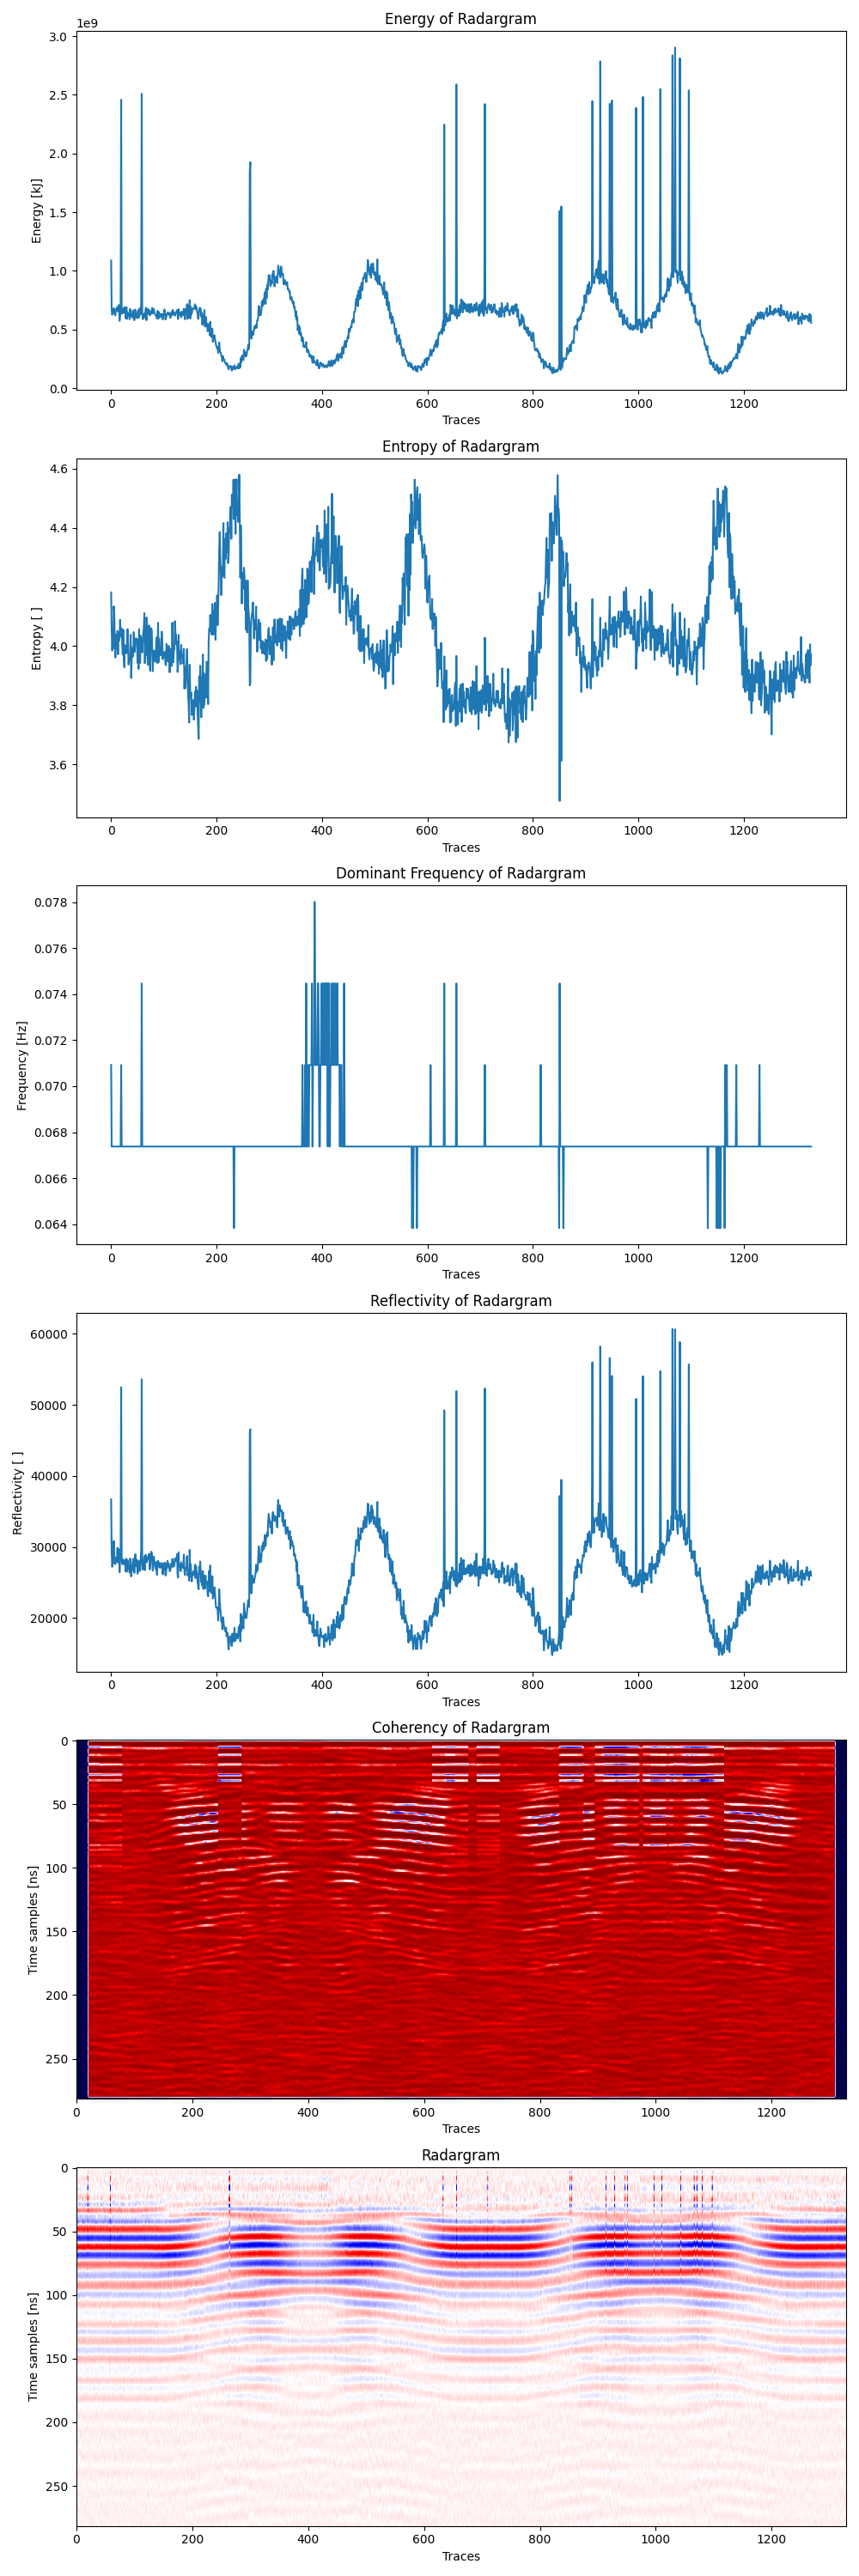 Energy of Radargram
1e9
3.0
2.5
2.0
1.5
1.0
0.5
0.0
Energy [kJ]
0 200 400 600 800 1000 1200
Traces
Entropy of Radargram
4.6
4.4
4.2
4.0
3.8
3.6
Entropy [ ]
0 200 400 600 800 1000 1200
Traces
Dominant Frequency of Radargram
0.078
0.076
0.074
0.072
0.070
0.068
0.066
0.064
Frequency [Hz]
0 200 400 600 800 1000 1200
Traces
Reflectivity of Radargram
60000
50000
40000
30000
20000
Reflectivity [ ]
0 200 400 600 800 1000 1200
Traces
Coherency of Radargram
0
50
100
150
200
250
Time samples [ns]
0 200 400 600 800 1000 1200
Traces
Radargram
0
50
100
150
200
250
Time samples [ns]
0 200 400 600 800 1000 1200
Traces